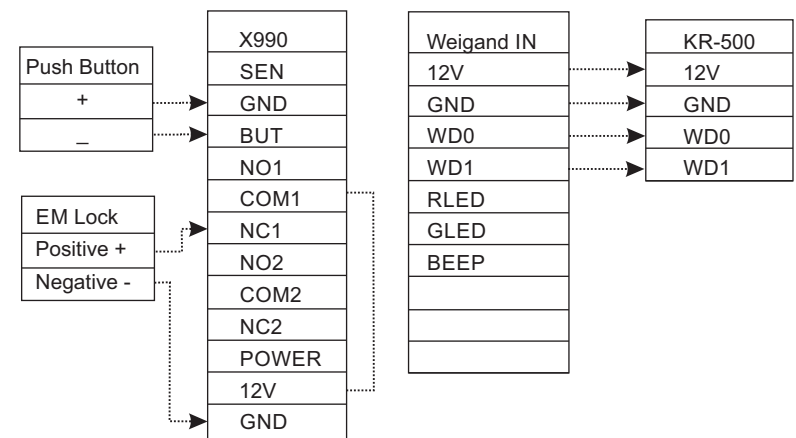 Push Button
+
_
EM Lock
Positive +
Negative -
X990
SEN
GND
BUT
NO1
COM1
NC1
NO2
COM2
NC2
POWER
12V
GND
Weigand IN
12V
GND
WD0
WD1
RLED
GLED
BEEP
KR-500
12V
GND
WD0
WD1